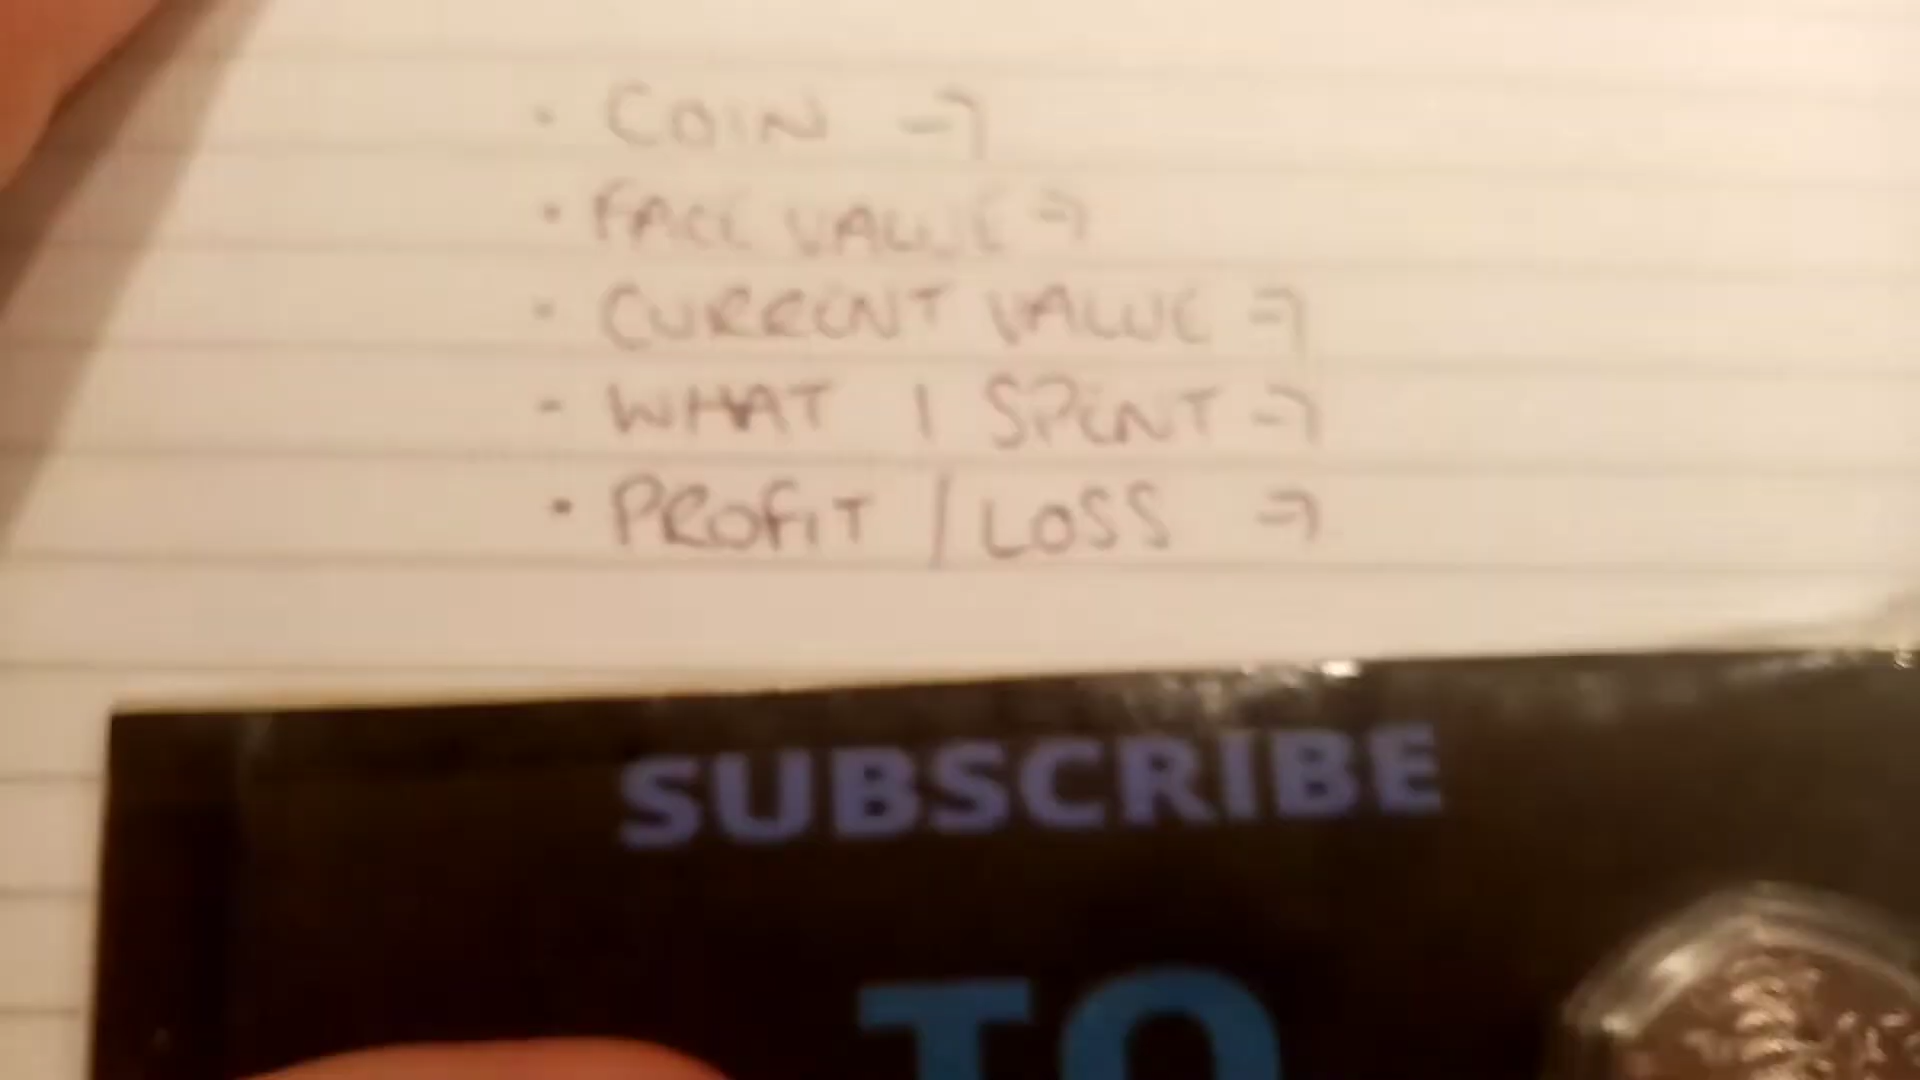 • COIN →
• FACE VALUE →
• CURRENT VALUE →
- WHAT I SPENT →
• PROFIT / LOSS →
SUBSCRIBE
TO